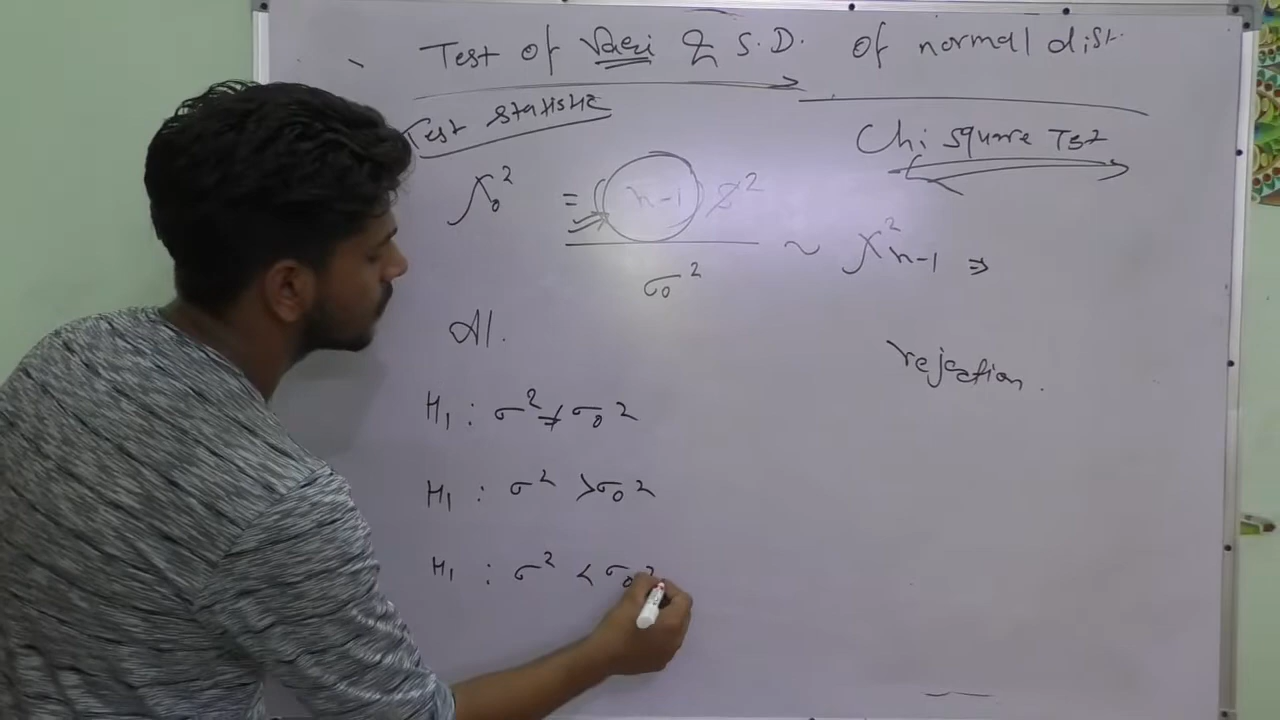 Test of Vari & S.D. of normal dist.
Test statistic
Chi square Test
χ₀² = (n-1) s² / σ₀² ~ χ²n-1 ⇒
Al.
rejection.
H₁ : σ² ≠ σ₀²
H₁ : σ² > σ₀²
H₁ : σ² < σ₀²